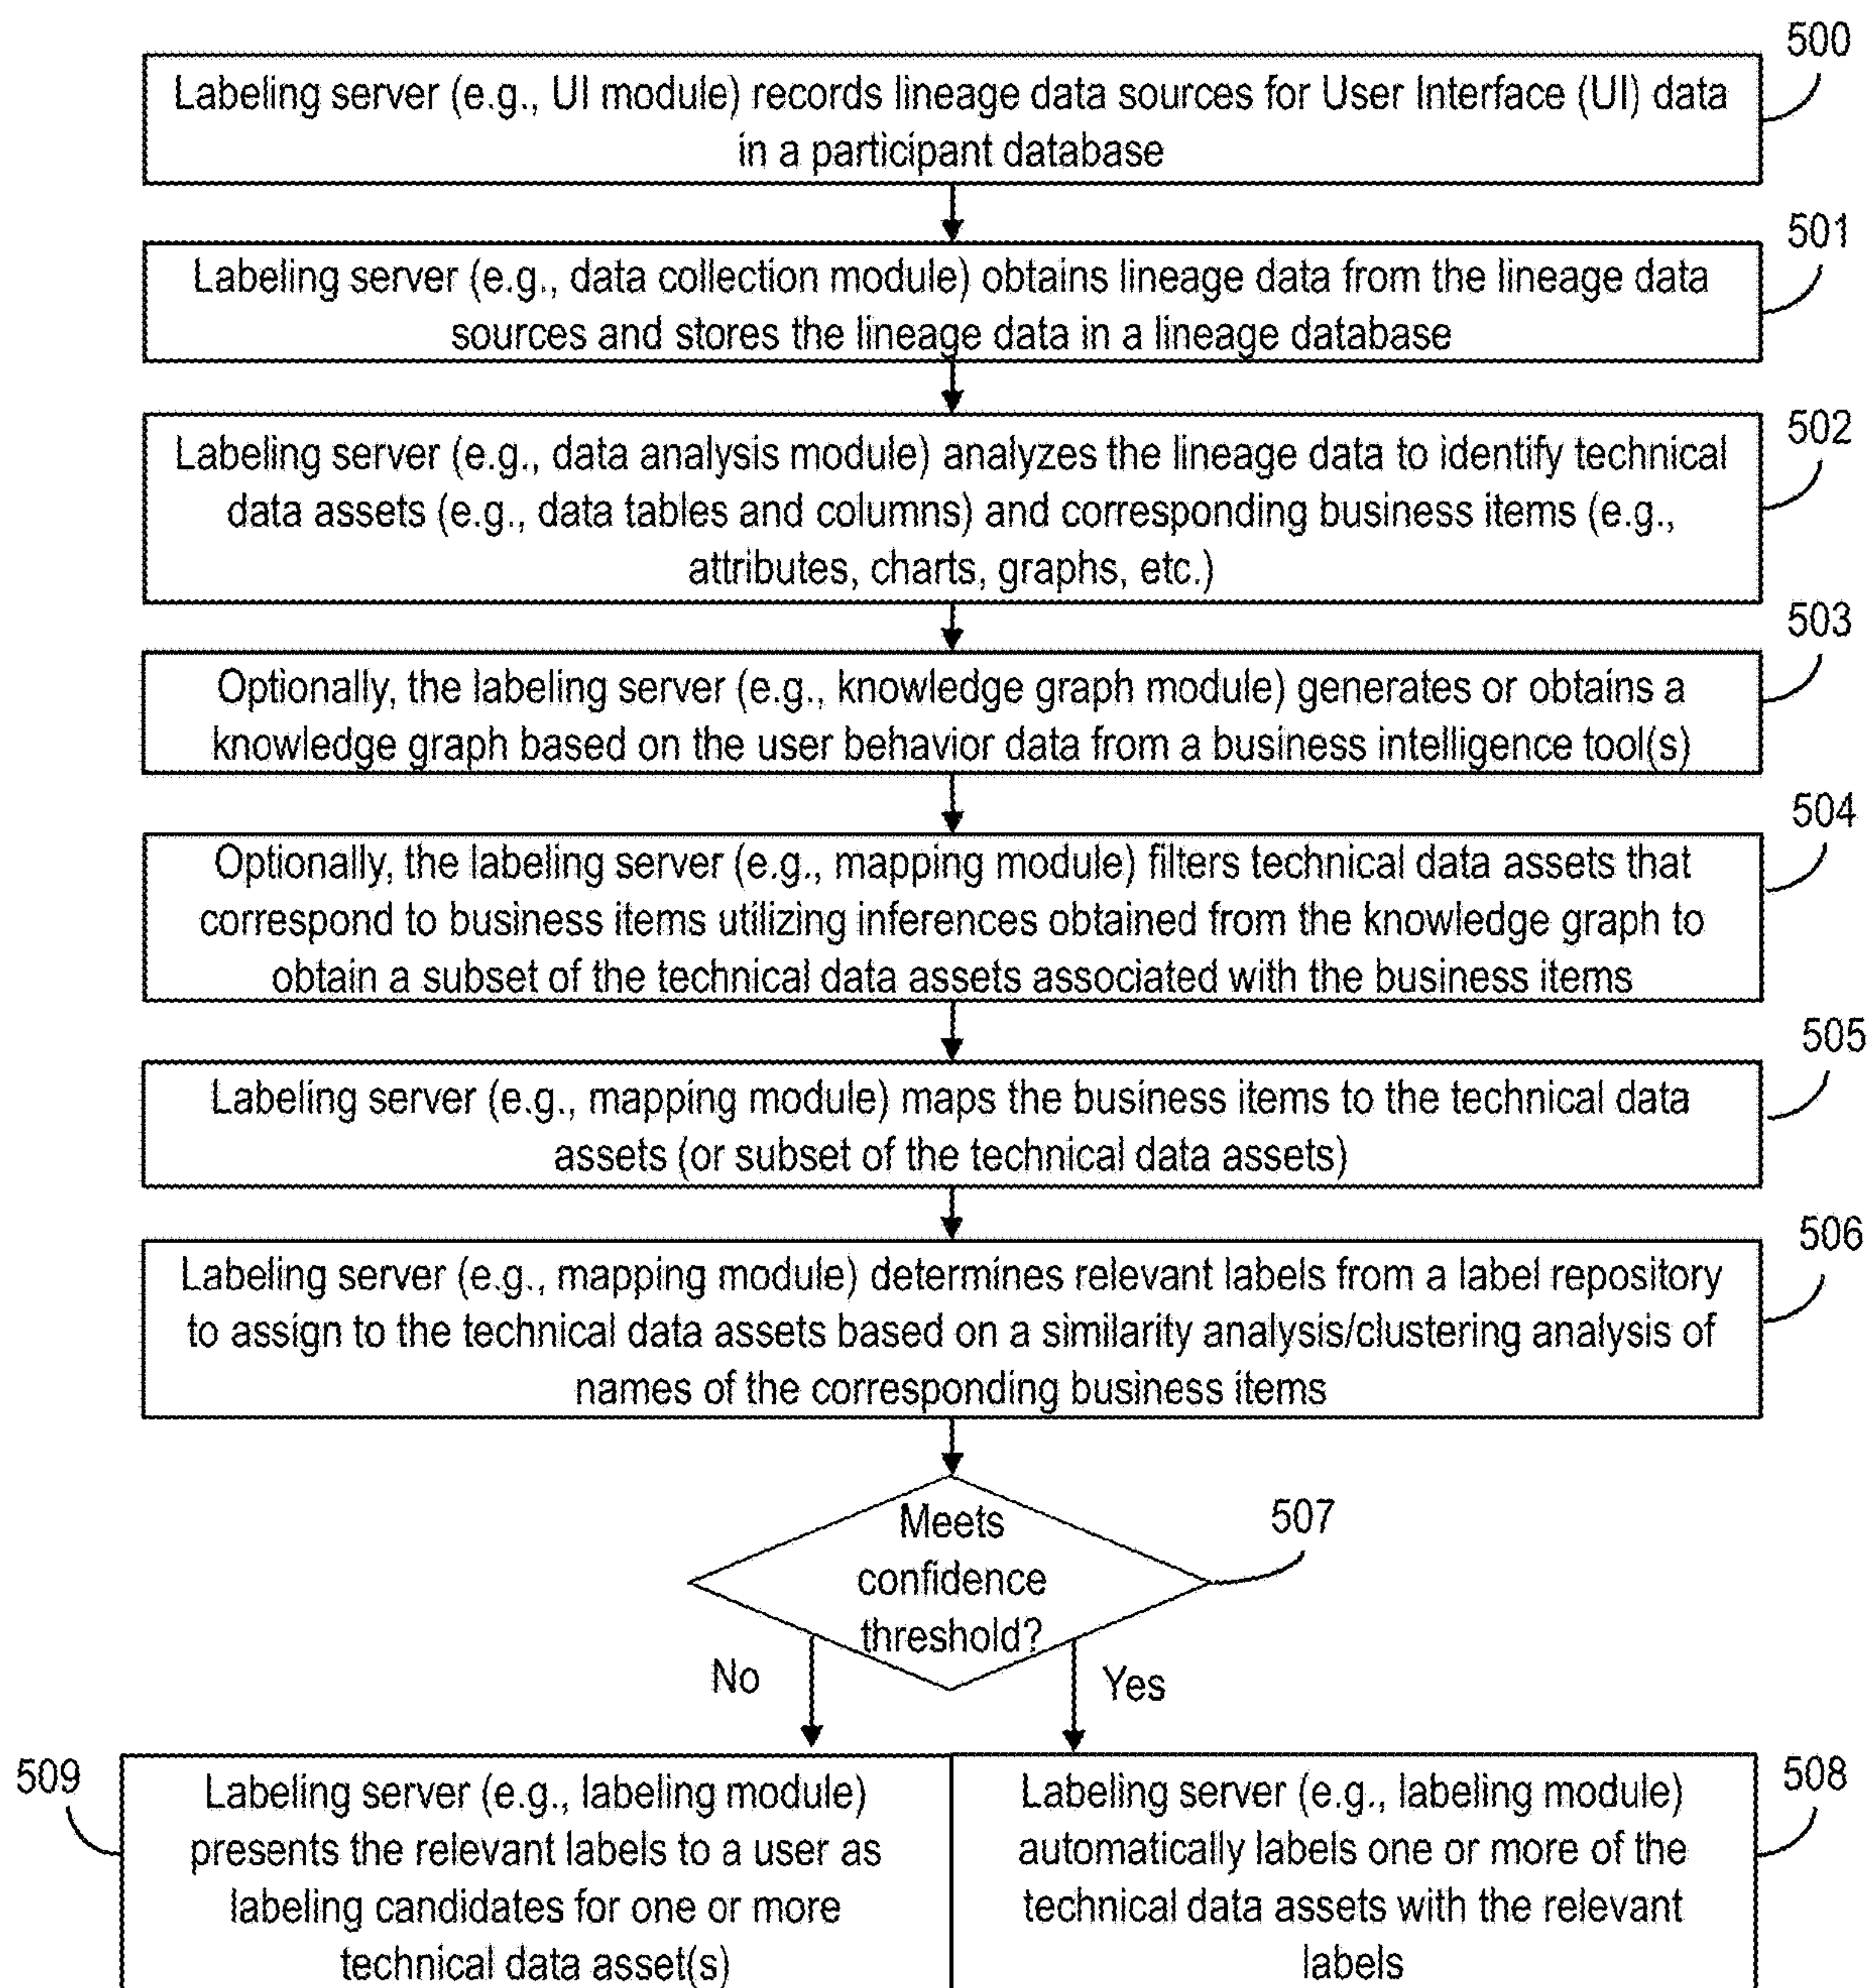 500
Labeling server (e.g., UI module) records lineage data sources for User Interface (UI) data
in a participant database
501
Labeling server (e.g., data collection module) obtains lineage data from the lineage data
sources and stores the lineage data in a lineage database
502
Labeling server (e.g., data analysis module) analyzes the lineage data to identify technical
data assets (e.g., data tables and columns) and corresponding business items (e.g.,
attributes, charts, graphs, etc.)
503
Optionally, the labeling server (e.g., knowledge graph module) generates or obtains a
knowledge graph based on the user behavior data from a business intelligence tool(s)
504
Optionally, the labeling server (e.g., mapping module) filters technical data assets that
correspond to business items utilizing inferences obtained from the knowledge graph to
obtain a subset of the technical data assets associated with the business items
505
Labeling server (e.g., mapping module) maps the business items to the technical data
assets (or subset of the technical data assets)
506
Labeling server (e.g., mapping module) determines relevant labels from a label repository
to assign to the technical data assets based on a similarity analysis/clustering analysis of
names of the corresponding business items
507
Meets
confidence
threshold?
No
Yes
509
Labeling server (e.g., labeling module)
presents the relevant labels to a user as
labeling candidates for one or more
technical data asset(s)
508
Labeling server (e.g., labeling module)
automatically labels one or more of the
technical data assets with the relevant
labels